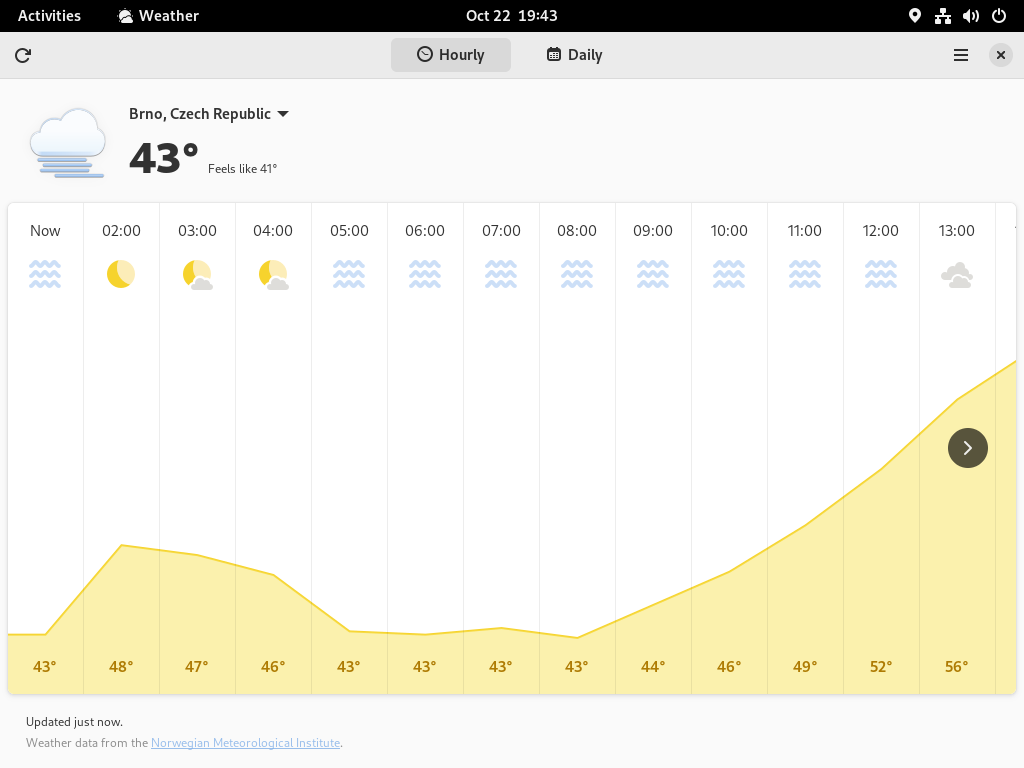 Activities Weather Oct 22 19:43
Hourly Daily
Brno, Czech Republic
43° Feels like 41°
Now 02:00 03:00 04:00 05:00 06:00 07:00 08:00 09:00 10:00 11:00 12:00 13:00
43° 48° 47° 46° 43° 43° 43° 43° 44° 46° 49° 52° 56°
Updated just now.
Weather data from the Norwegian Meteorological Institute.